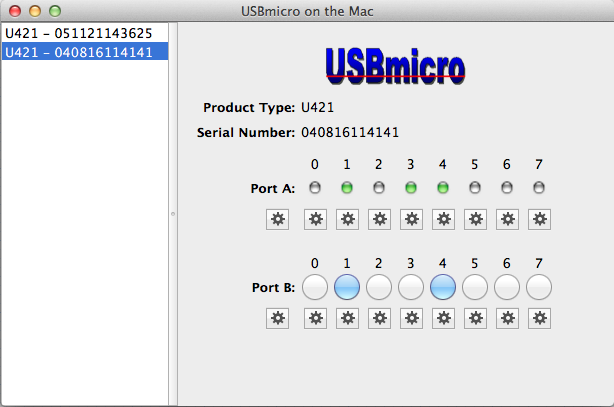 USBmicro on the Mac
U421 - 051121143625
U421 - 040816114141
USBmicro
Product Type: U421
Serial Number: 040816114141
0 1 2 3 4 5 6 7
Port A:
0 1 2 3 4 5 6 7
Port B: